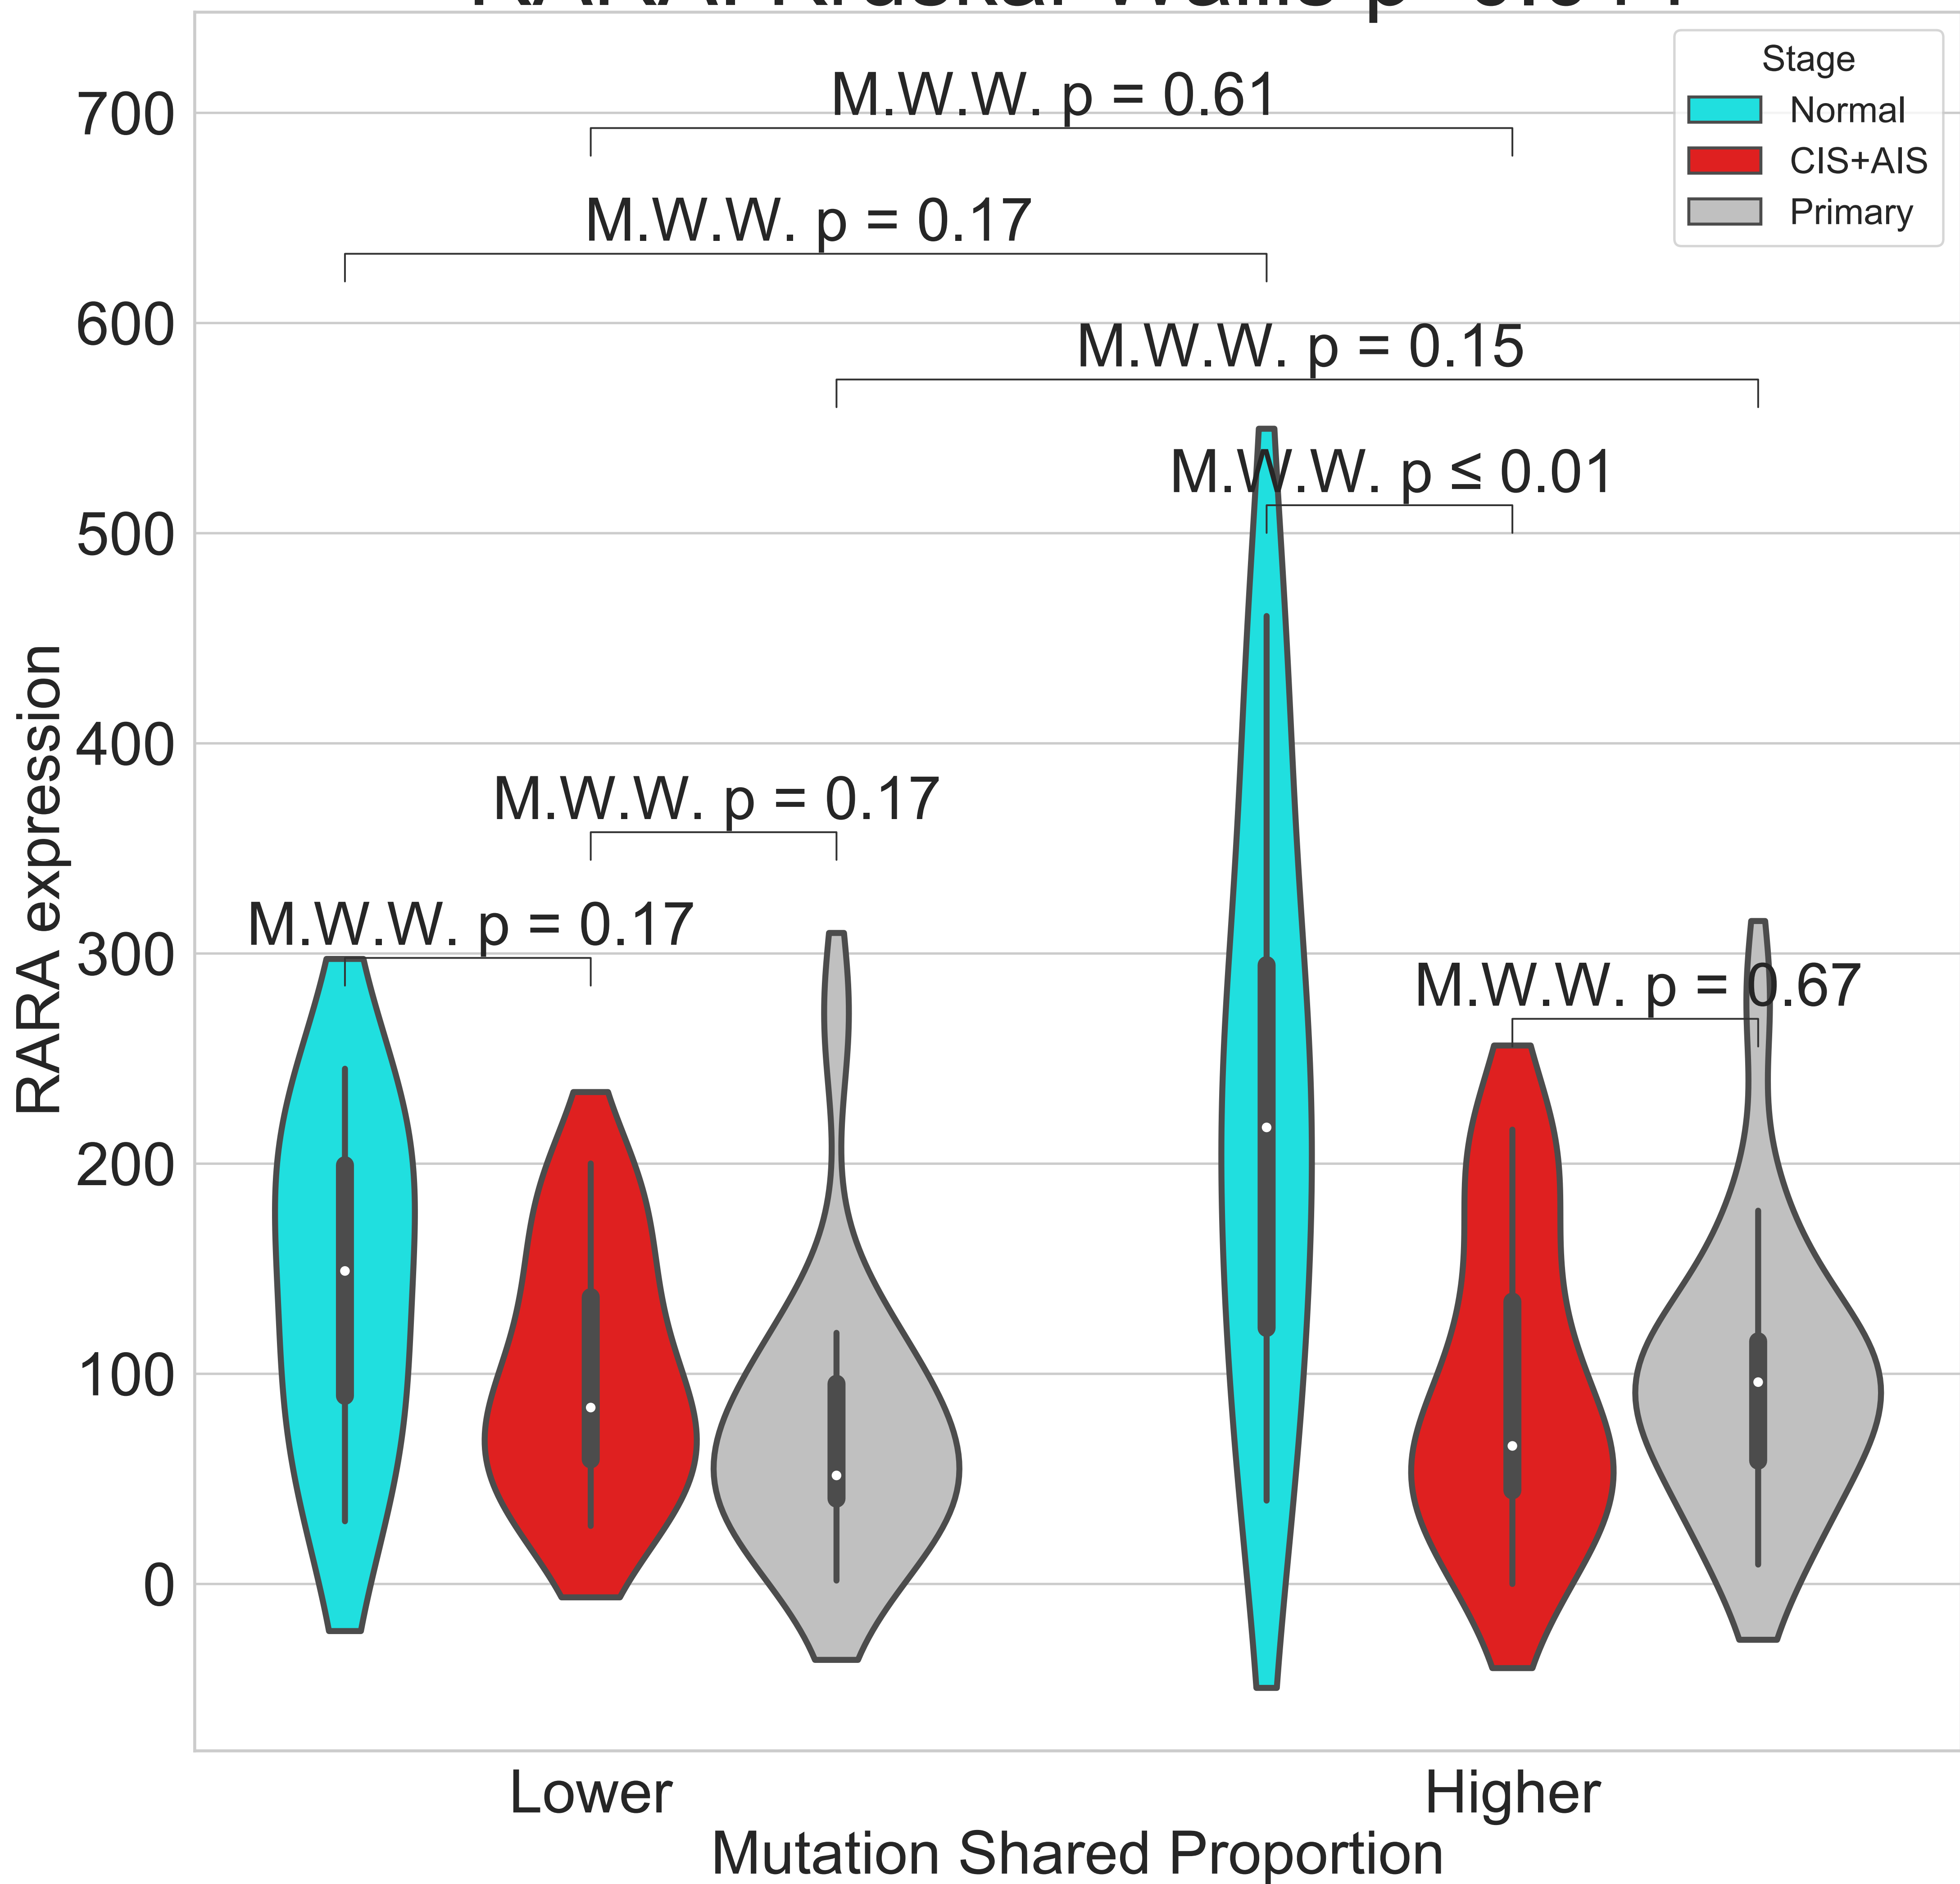 Stage
Normal
CIS+AIS
Primary
M.W.W. p = 0.61
M.W.W. p = 0.17
M.W.W. p = 0.15
M.W.W. p ≤ 0.01
M.W.W. p = 0.17
M.W.W. p = 0.17
M.W.W. p = 0.67
700
600
500
400
300
200
100
0
RARA expression
Lower
Higher
Mutation Shared Proportion